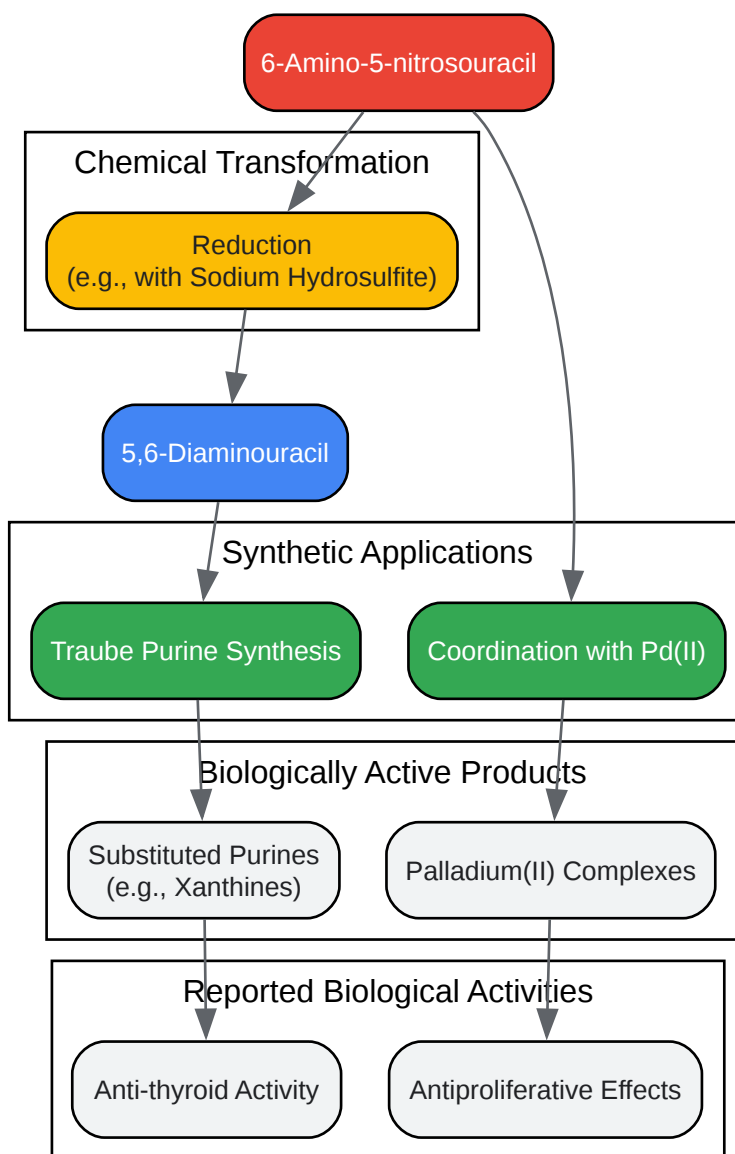 6-Amino-5-nitrosouracil
Chemical Transformation
Reduction
(e.g., with Sodium Hydrosulfite)
5,6-Diaminouracil
Synthetic Applications
Traube Purine Synthesis
Coordination with Pd(II)
Biologically Active Products
Substituted Purines
(e.g., Xanthines)
Palladium(II) Complexes
Reported Biological Activities
Anti-thyroid Activity
Antiproliferative Effects